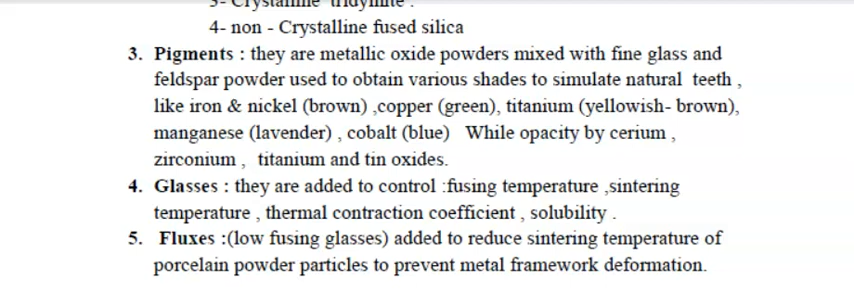 3- Crystalline tridymite .
4- non - Crystalline fused silica
3. Pigments : they are metallic oxide powders mixed with fine glass and
feldspar powder used to obtain various shades to simulate natural teeth ,
like iron & nickel (brown) ,copper (green), titanium (yellowish- brown),
manganese (lavender) , cobalt (blue) While opacity by cerium ,
zirconium , titanium and tin oxides.
4. Glasses : they are added to control :fusing temperature ,sintering
temperature , thermal contraction coefficient , solubility .
5. Fluxes :(low fusing glasses) added to reduce sintering temperature of
porcelain powder particles to prevent metal framework deformation.